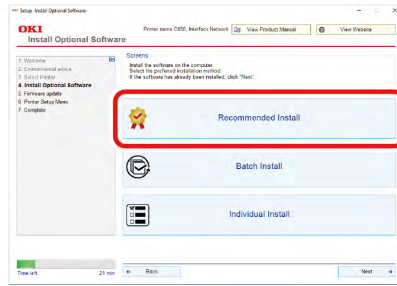 Setup -Install Optional Software-
OKI
Install Optional Software
Printer name C650, Interface Network
View Product Manual
View Website
1. Welcome
2. Environmental advice
3. Select Printer
4. Install Optional Software
5. Firmware update
6. Printer Setup Menu
7. Complete
Screens
Install the software on the computer.
Select the preferred installation method.
If the software has already been installed, click "Next".
Recommended Install
Batch Install
Individual Install
Time left
21 min
Back
Next